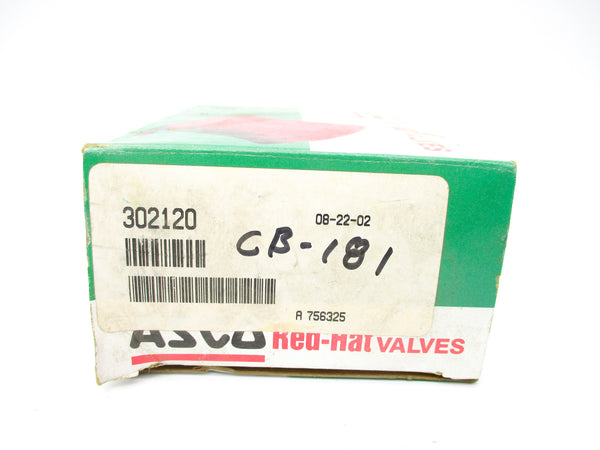 302120
08-22-02
CB-181
A 756325
ASCO Red-Hat VALVES